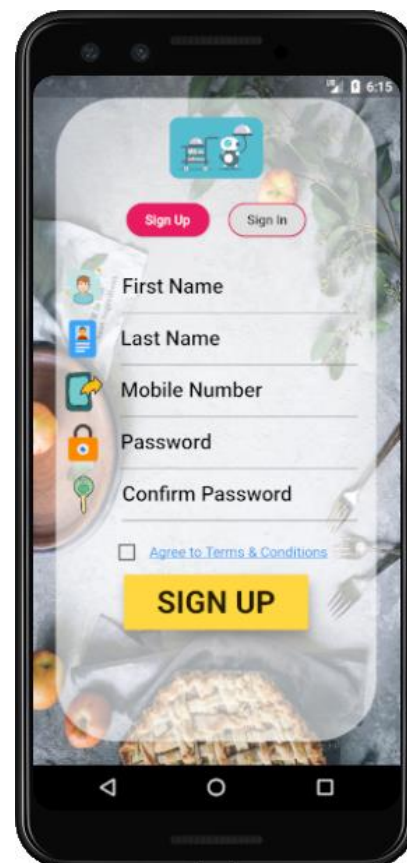 6:15
Sign Up Sign In
First Name
Last Name
Mobile Number
Password
Confirm Password
Agree to Terms & Conditions
SIGN UP